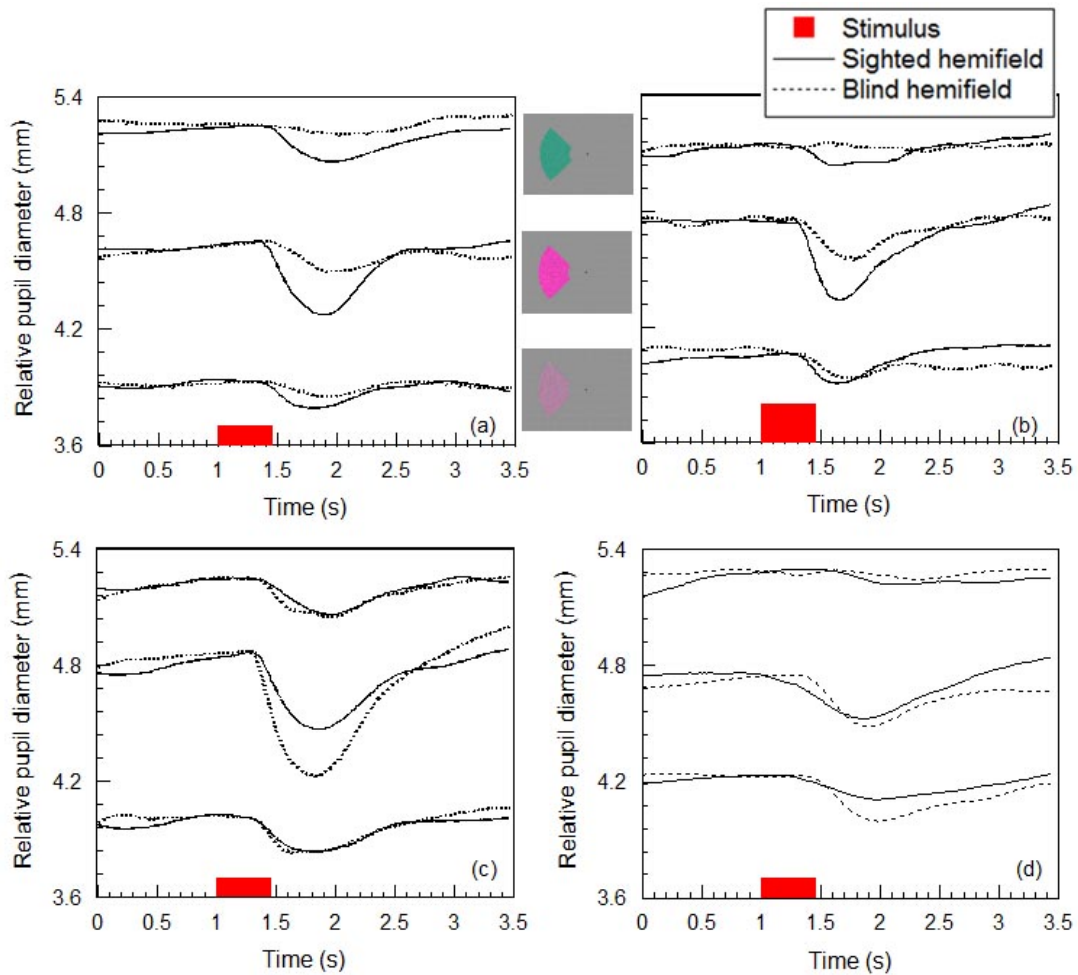 Stimulus
Sighted hemifield
Blind hemifield
5.4
4.8
4.2
3.6
Relative pupil diameter (mm)
0 0.5 1 1.5 2 2.5 3 3.5
Time (s)
(a)
0 0.5 1 1.5 2 2.5 3 3.5
Time (s)
(b)
5.4
4.8
4.2
3.6
Relative pupil diameter (mm)
0 0.5 1 1.5 2 2.5 3 3.5
Time (s)
(c)
5.4
4.8
4.2
3.6
Relative pupil diameter (mm)
0 0.5 1 1.5 2 2.5 3 3.5
Time (s)
(d)